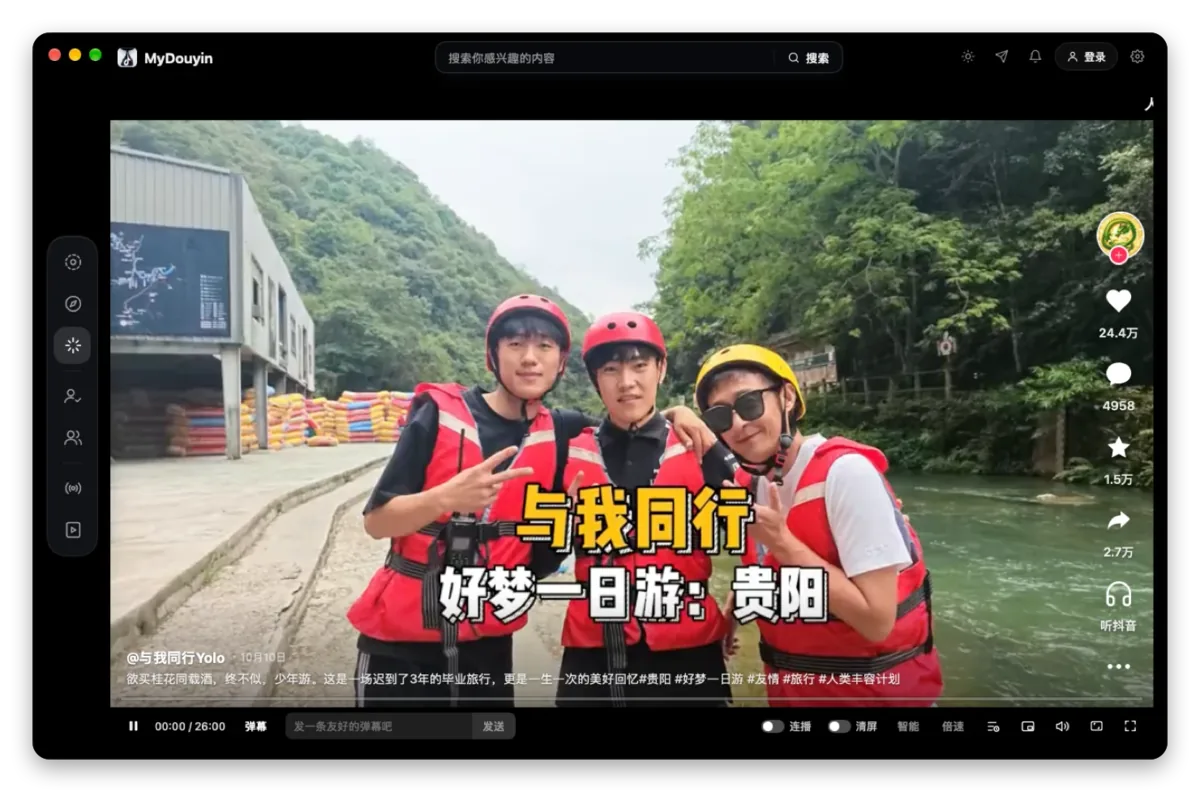 MyDouyin
搜索你感兴趣的内容
搜索
登录
24.4万
4958
1.5万
2.7万
听抖音
与我同行
好梦一日游：贵阳
@与我同行Yolo · 10月10日
欲买桂花同载酒，终不似，少年游。这是一场迟到了3年的毕业旅行，更是一生一次的美好回忆#贵阳 #好梦一日游 #友情 #旅行 #人类丰容计划
00:00 / 26:00
弹幕
发一条友好的弹幕吧
发送
连播
清屏
智能
倍速